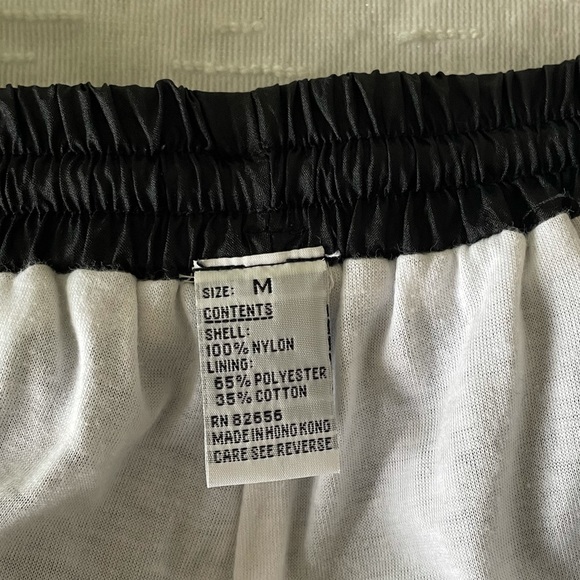 SIZE: M
CONTENTS
SHELL:
100% NYLON
LINING:
65% POLYESTER
35% COTTON
RN 82656
MADE IN HONG KONG
CARE SEE REVERSE